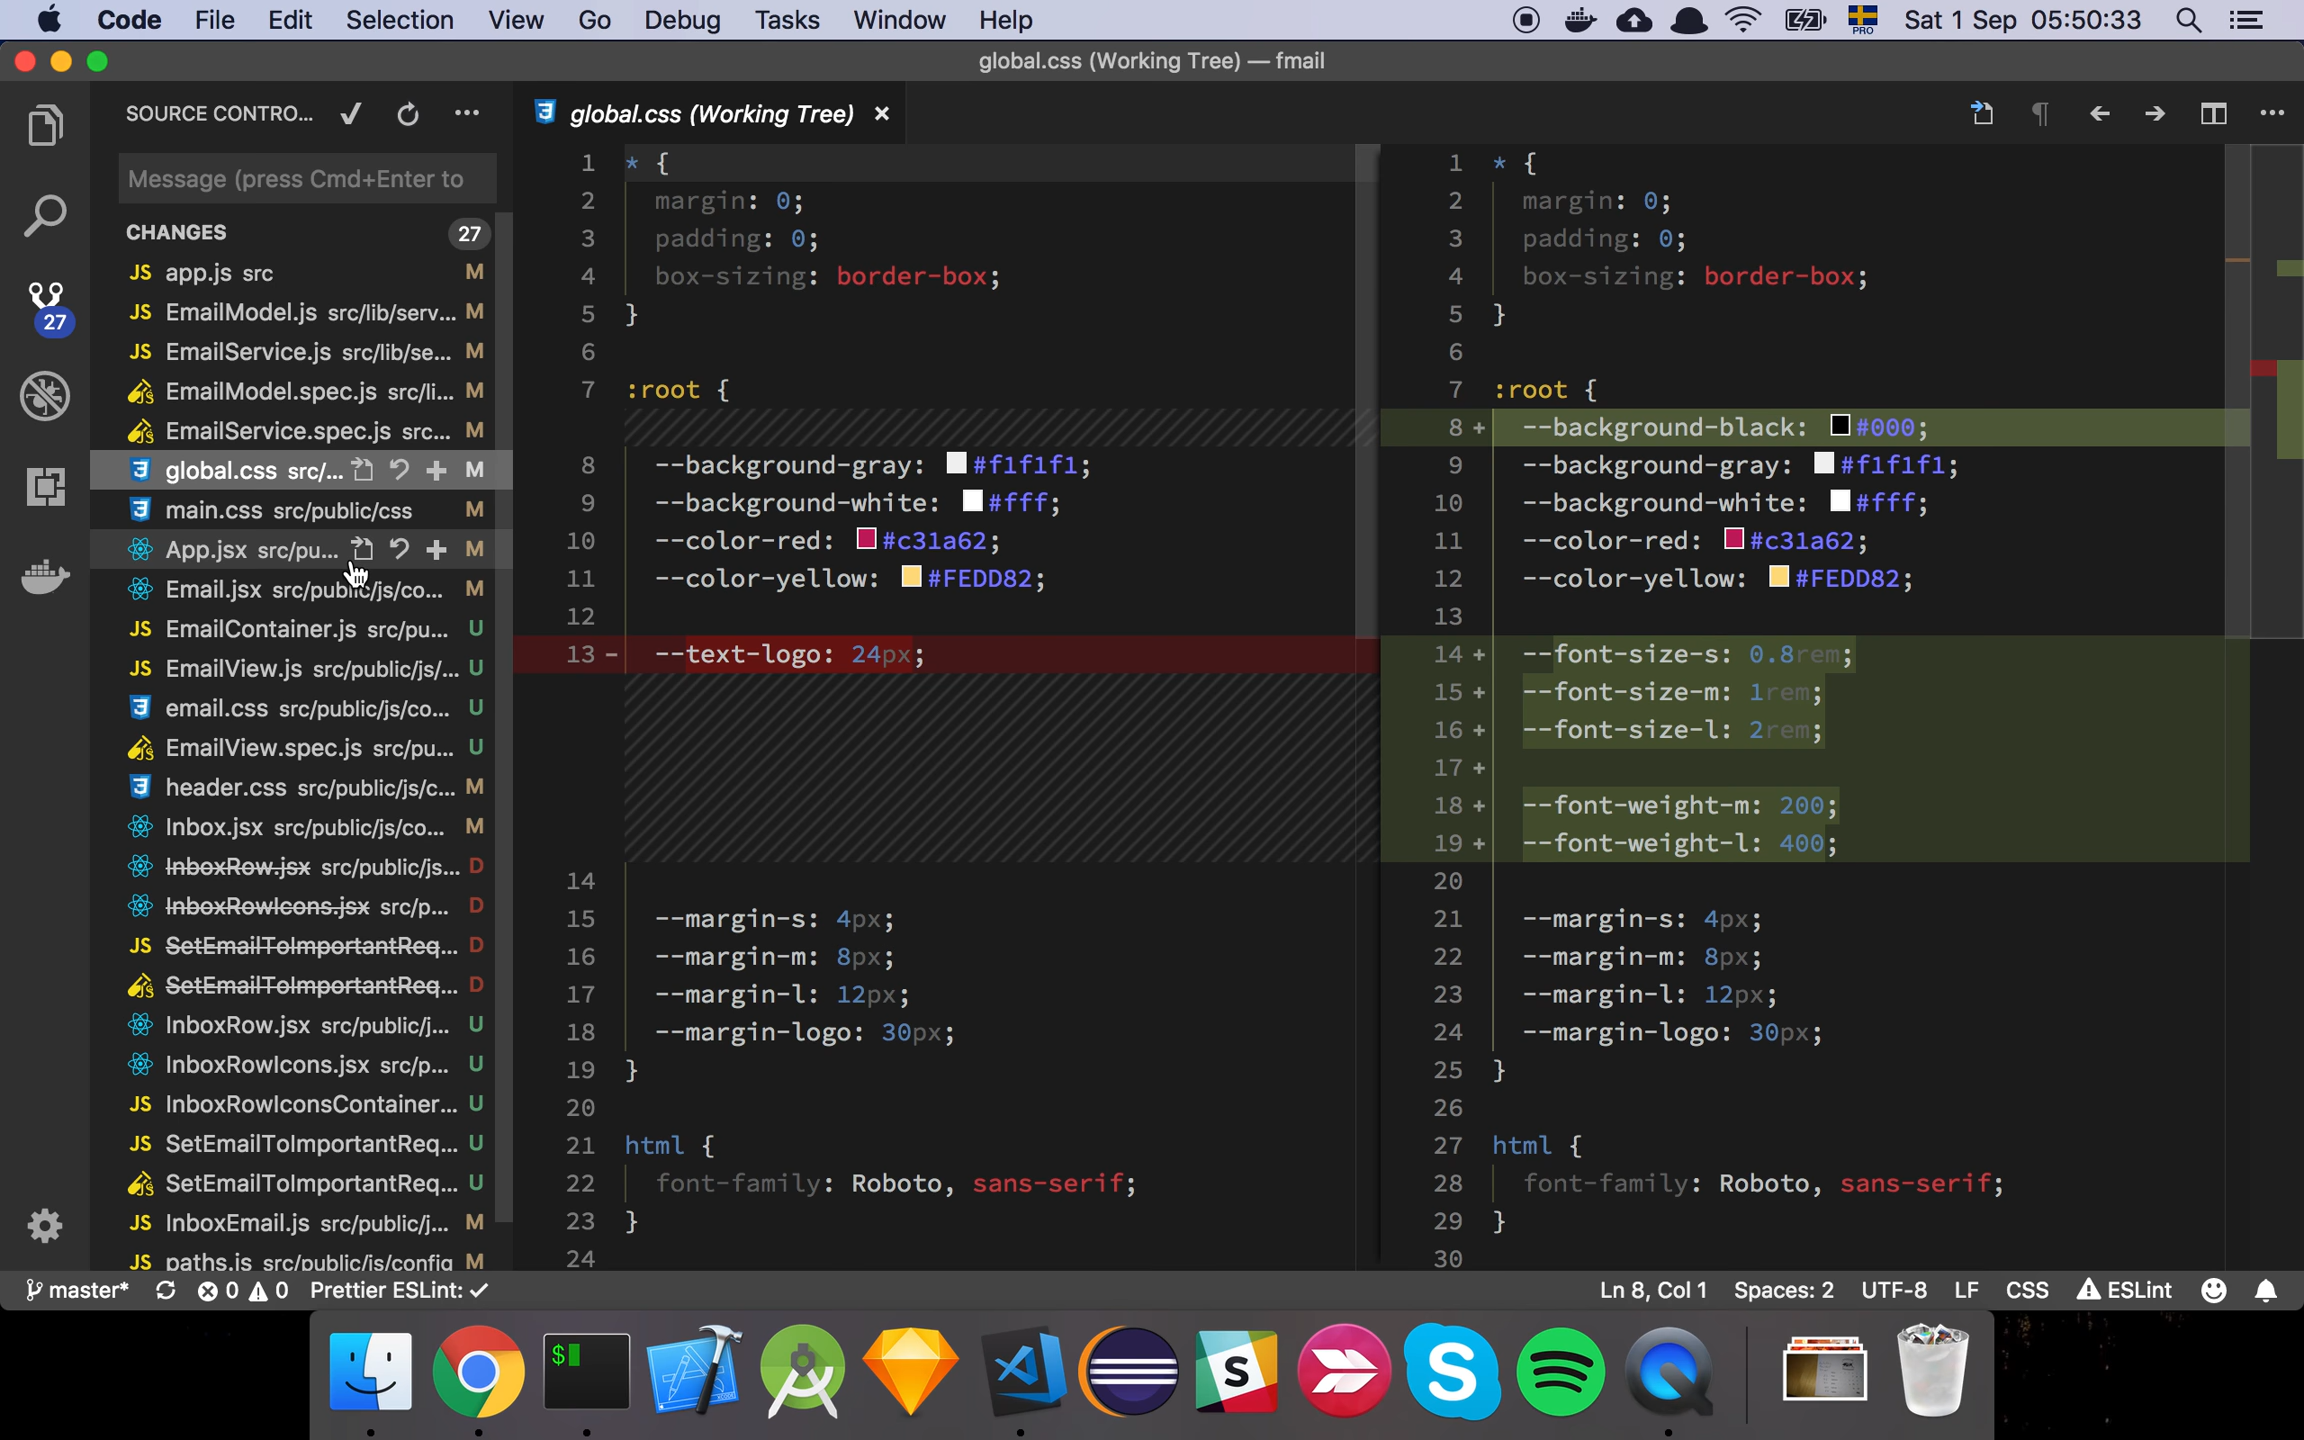 Code File Edit Selection View Go Debug Tasks Window Help
PRO
Sat 1 Sep 05:50:33
global.css (Working Tree) — fmail
SOURCE CONTRO...
Message (press Cmd+Enter to
CHANGES 27
27
JS app.js src M
JS EmailModel.js src/lib/serv... M
JS EmailService.js src/lib/se... M
EmailModel.spec.js src/li... M
EmailService.spec.js src... M
global.css src/... M
main.css src/public/css M
App.jsx src/pu... M
Email.jsx src/public/js/co... M
JS EmailContainer.js src/pu... U
JS EmailView.js src/public/js/... U
email.css src/public/js/co... U
EmailView.spec.js src/pu... U
header.css src/public/js/c... M
Inbox.jsx src/public/js/co... M
InboxRow.jsx src/public/js... D
InboxRowIcons.jsx src/p... D
JS SetEmailToImportantReq... D
SetEmailToImportantReq... D
InboxRow.jsx src/public/j... U
InboxRowIcons.jsx src/p... U
JS InboxRowIconsContainer... U
JS SetEmailToImportantReq... U
SetEmailToImportantReq... U
JS InboxEmail.js src/public/j... M
JS paths.js src/public/js/config M
global.css (Working Tree)
1 * {
2 margin: 0;
3 padding: 0;
4 box-sizing: border-box;
5 }
6
7 :root {
8 --background-gray: #f1f1f1;
9 --background-white: #fff;
10 --color-red: #c31a62;
11 --color-yellow: #FEDD82;
12
13 - --text-logo: 24px;
14
15 --margin-s: 4px;
16 --margin-m: 8px;
17 --margin-l: 12px;
18 --margin-logo: 30px;
19 }
20
21 html {
22 font-family: Roboto, sans-serif;
23 }
24
1 * {
2 margin: 0;
3 padding: 0;
4 box-sizing: border-box;
5 }
6
7 :root {
8 + --background-black: #000;
9 --background-gray: #f1f1f1;
10 --background-white: #fff;
11 --color-red: #c31a62;
12 --color-yellow: #FEDD82;
13
14 + --font-size-s: 0.8rem;
15 + --font-size-m: 1rem;
16 + --font-size-l: 2rem;
17 +
18 + --font-weight-m: 200;
19 + --font-weight-l: 400;
20
21 --margin-s: 4px;
22 --margin-m: 8px;
23 --margin-l: 12px;
24 --margin-logo: 30px;
25 }
26
27 html {
28 font-family: Roboto, sans-serif;
29 }
30
master* 0 0 Prettier ESLint: ✓
Ln 8, Col 1 Spaces: 2 UTF-8 LF CSS ESLint
$
S
S